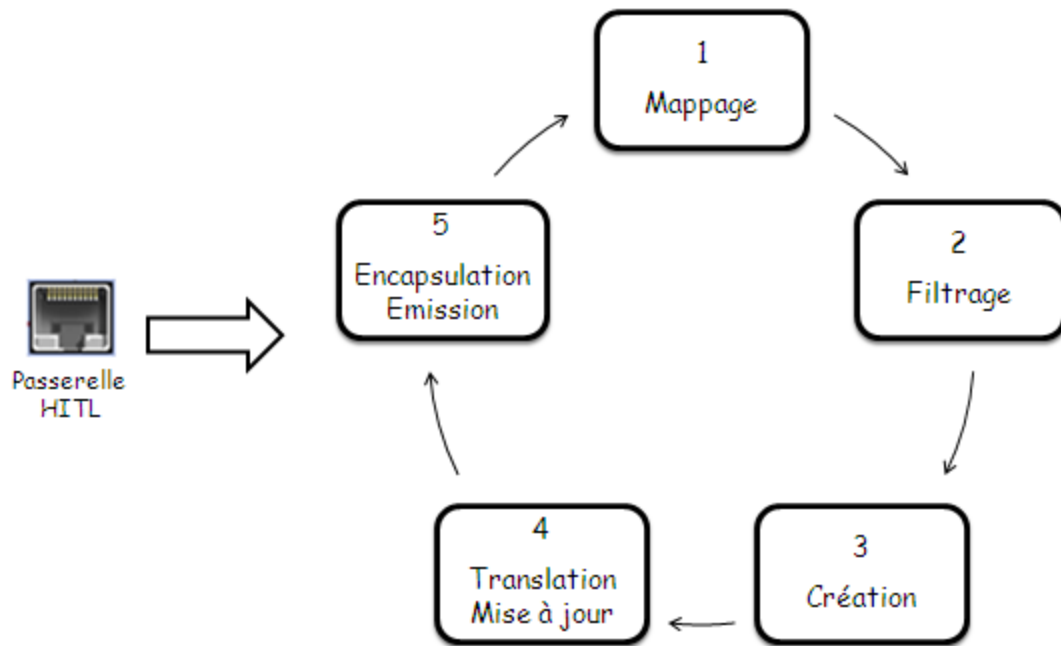 1
Mappage
2
Filtrage
3
Création
4
Translation
Mise à jour
5
Encapsulation
Emission
Passerelle
HITL